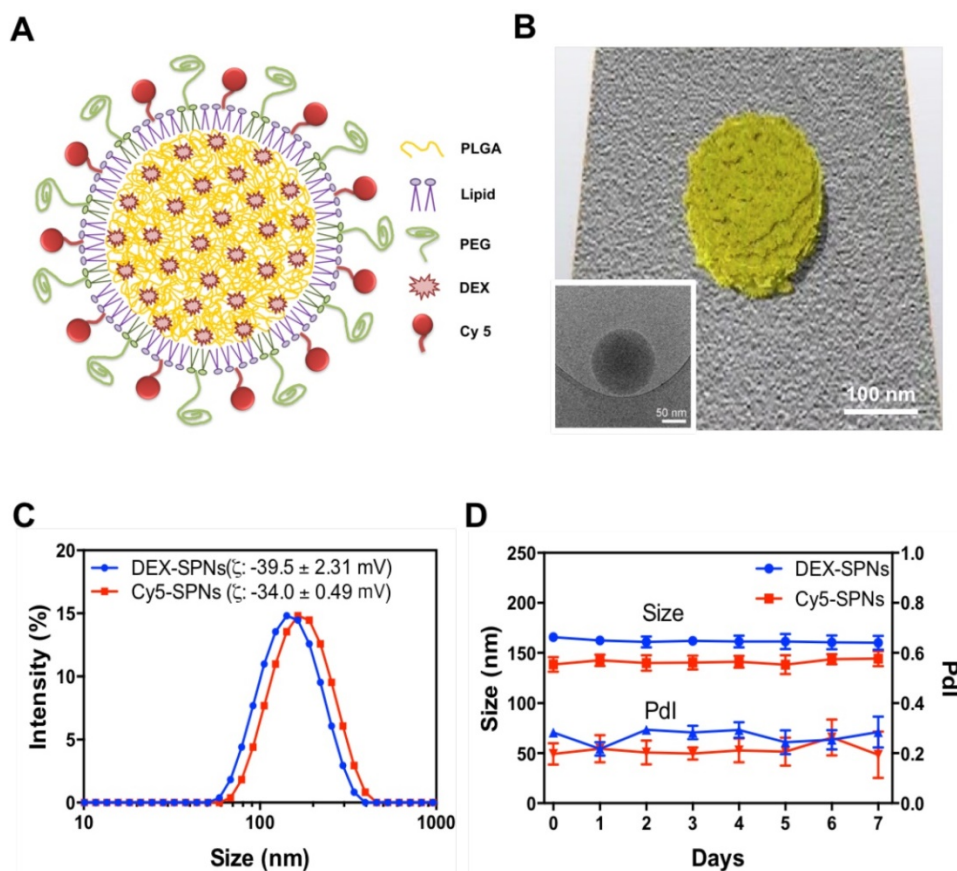 A
PLGA
Lipid
PEG
DEX
Cy 5
B
50 nm
100 nm
C
20
15
10
5
0
Intensity (%)
DEX-SPNs(ζ: -39.5 ± 2.31 mV)
Cy5-SPNs (ζ: -34.0 ± 0.49 mV)
10
100
1000
Size (nm)
D
250
200
150
100
50
0
Size (nm)
DEX-SPNs
Cy5-SPNs
Size
PdI
1.0
0.8
0.6
0.4
0.2
0.0
PdI
0 1 2 3 4 5 6 7
Days